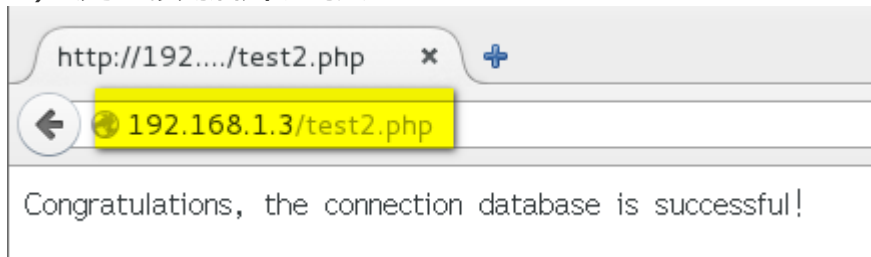 http://192..../test2.php
192.168.1.3/test2.php
Congratulations, the connection database is successful!